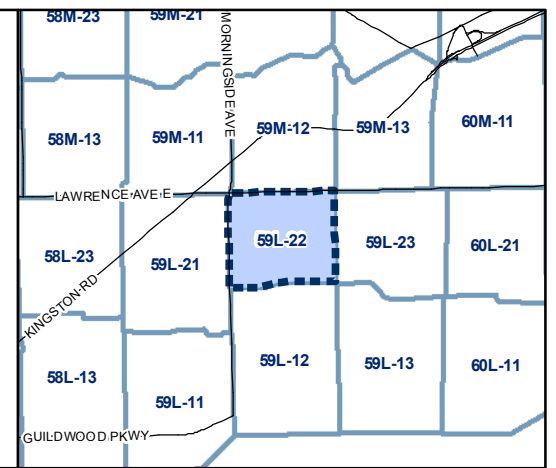 58M-23
59M-21
MORNINGSIDE AVE
58M-13
59M-11
59M-12
59M-13
60M-11
LAWRENCE AVE E
58L-23
59L-21
59L-22
59L-23
60L-21
KINGSTON RD
58L-13
59L-11
59L-12
59L-13
60L-11
GUILDWOOD PKWY